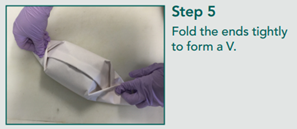 Step 5
Fold the ends tightly
to form a V.